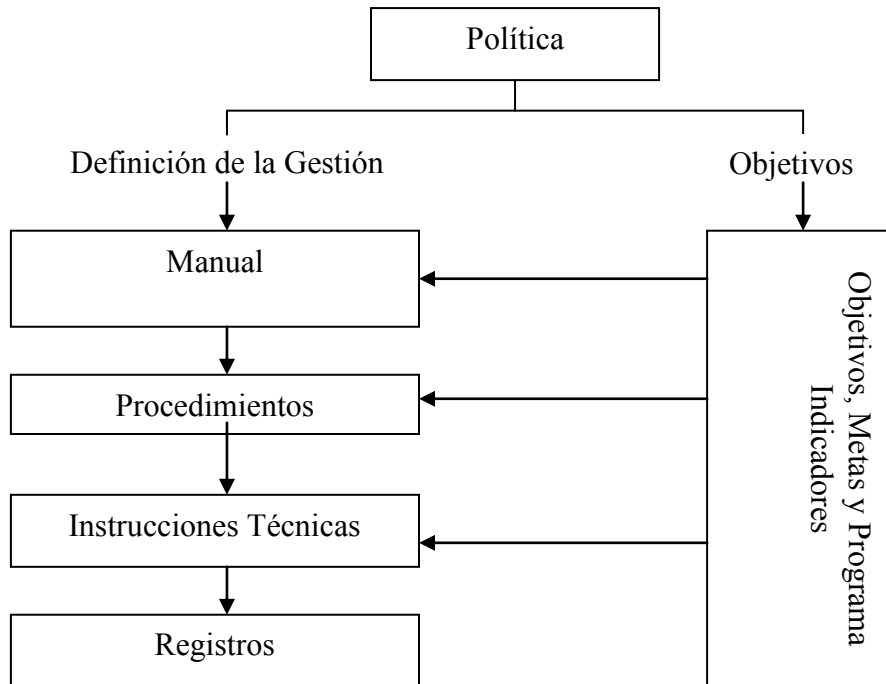 Política
Definición de la Gestión
Objetivos
Manual
Procedimientos
Instrucciones Técnicas
Registros
Objetivos, Metas y Programa
Indicadores